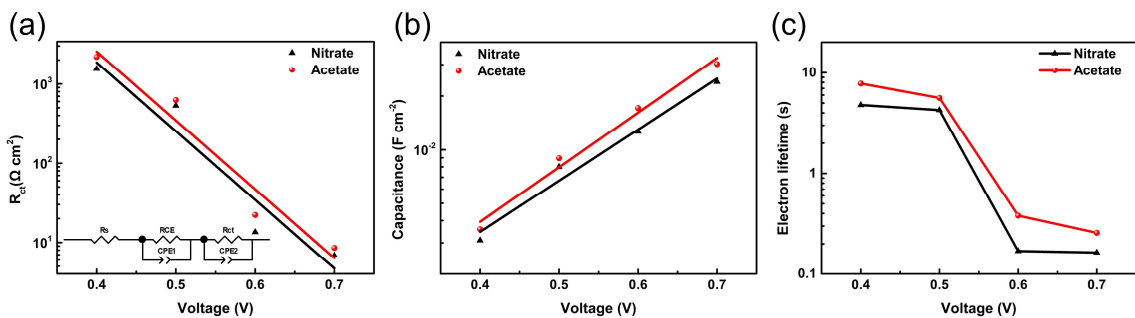 (a)
Nitrate
Acetate
10³
10²
10¹
R_ct(Ω cm²)
Rs
RCE
Rct
CPE1
CPE2
0.4 0.5 0.6 0.7
Voltage (V)
(b)
Nitrate
Acetate
10⁻²
Capacitance (F cm⁻²)
0.4 0.5 0.6 0.7
Voltage (V)
(c)
Nitrate
Acetate
10
1
0.1
Electron lifetime (s)
0.4 0.5 0.6 0.7
Voltage (V)